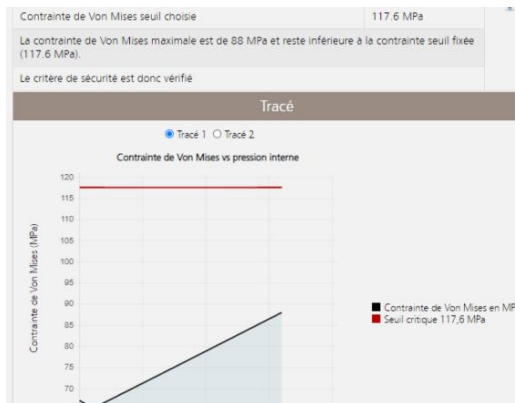 Contrainte de Von Mises seuil choisie 117.6 MPa
La contrainte de Von Mises maximale est de 88 MPa et reste inférieure à la contrainte seuil fixée
(117.6 MPa).
Le critère de sécurité est donc vérifié
Tracé
Tracé 1 Tracé 2
Contrainte de Von Mises vs pression interne
Contrainte de Von Mises (MPa)
120
115
110
105
100
95
90
85
80
75
70
Contrainte de Von Mises en MP
Seuil critique 117,6 MPa